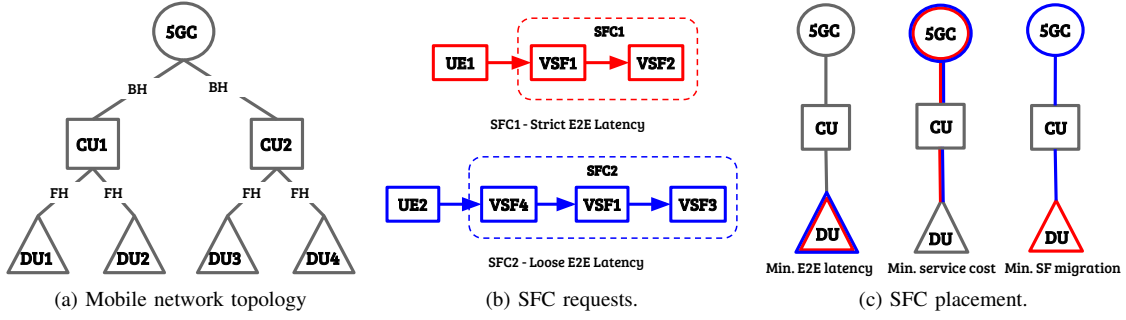 5GC
BH
BH
CU1
CU2
FH
FH
FH
FH
DU1
DU2
DU3
DU4
(a) Mobile network topology
SFC1
UE1
VSF1
VSF2
SFC1 - Strict E2E Latency
SFC2
UE2
VSF4
VSF1
VSF3
SFC2 - Loose E2E Latency
(b) SFC requests.
5GC
5GC
5GC
CU
CU
CU
DU
DU
DU
Min. E2E latency
Min. service cost
Min. SF migration
(c) SFC placement.